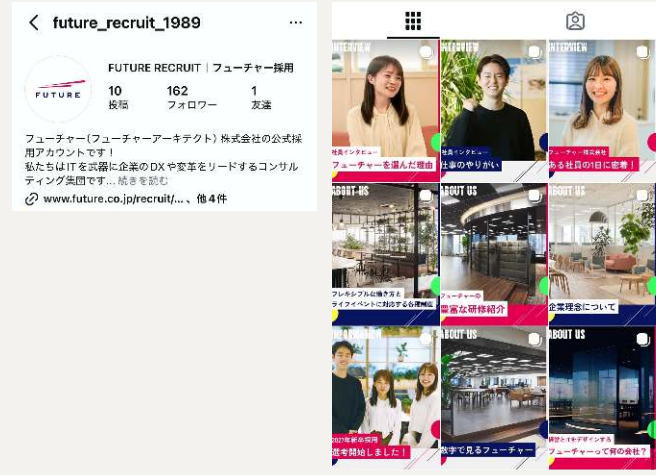 future_recruit_1989
FUTURE
FUTURE RECRUIT｜フューチャー採用
10
162
1
投稿
フォロワー
友達
フューチャー(フューチャーアーキテクト) 株式会社の公式採
用アカウントです！
私たちはITを武器に企業のDXや変革をリードするコンサル
ティング集団です... 続きを読む
www.future.co.jp/recruit/... 、他4件
INTERVIEW
社員インタビュー
フューチャーを選んだ理由
INTERVIEW
社員インタビュー
仕事のやりがい
INTERVIEW
フューチャー株式会社
ある社員の1日に密着！
ABOUT US
フレキシブルな働き方と
ライフイベントに対応する各種制度
ABOUT US
フューチャーの
豊富な研修紹介
ABOUT US
企業理念について
2027年新卒採用
選考開始しました！
ABOUT US
数字で見るフューチャー
ABOUT US
経営とITをデザインする
フューチャーって何の会社？